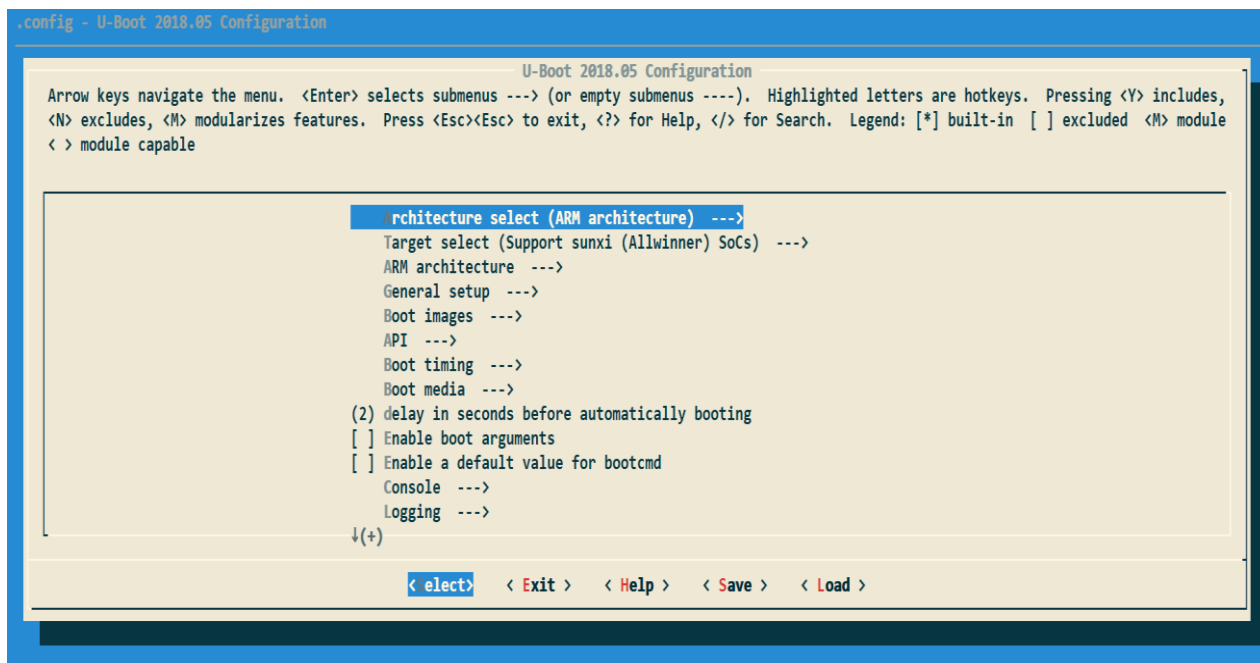 .config - U-Boot 2018.05 Configuration
U-Boot 2018.05 Configuration
Arrow keys navigate the menu.  <Enter> selects submenus ---> (or empty submenus ----).  Highlighted letters are hotkeys.  Pressing <Y> includes,
<N> excludes, <M> modularizes features.  Press <Esc><Esc> to exit, <?> for Help, </> for Search.  Legend: [*] built-in  [ ] excluded  <M> module
< > module capable
Architecture select (ARM architecture)  --->
Target select (Support sunxi (Allwinner) SoCs)  --->
ARM architecture  --->
General setup  --->
Boot images  --->
API  --->
Boot timing  --->
Boot media  --->
(2) delay in seconds before automatically booting
[ ] Enable boot arguments
[ ] Enable a default value for bootcmd
Console  --->
Logging  --->
↓(+)
<Select>    < Exit >    < Help >    < Save >    < Load >